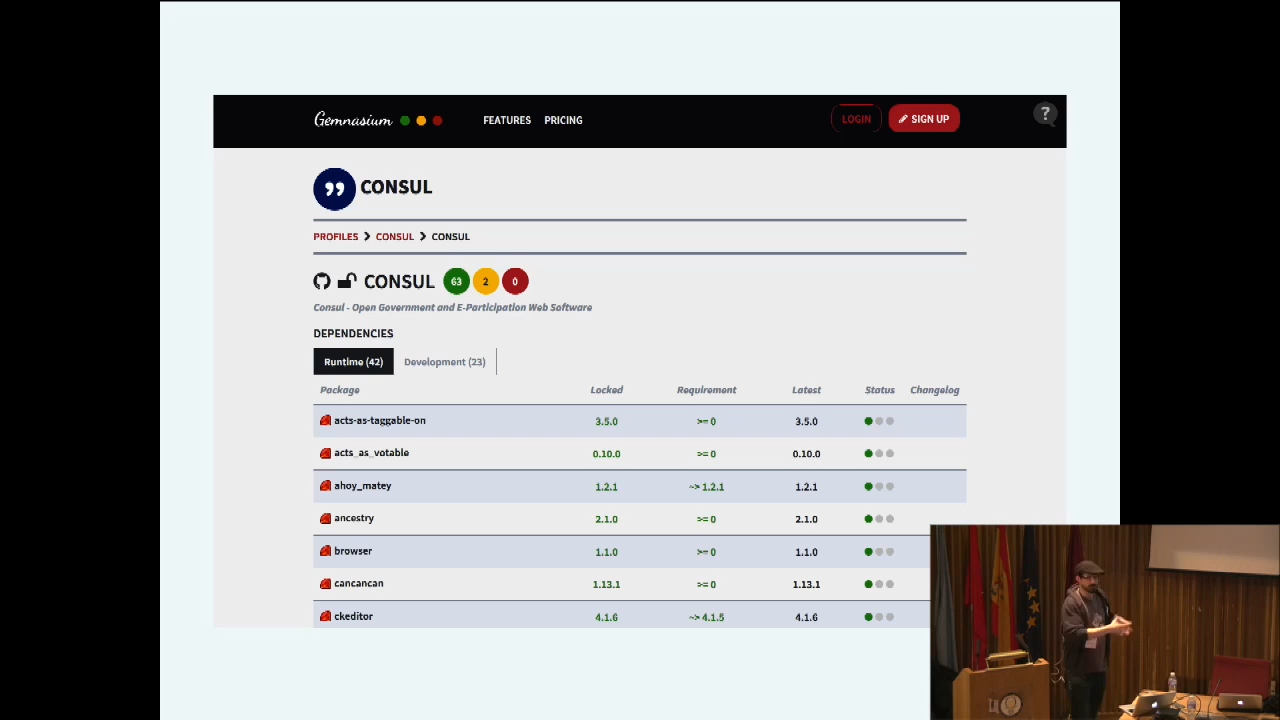 Gemnasium FEATURES PRICING LOGIN SIGN UP ?
CONSUL
PROFILES > CONSUL > CONSUL
CONSUL 63 2 0
Consul - Open Government and E-Participation Web Software
DEPENDENCIES
Runtime (42) Development (23)
Package Locked Requirement Latest Status Changelog
acts-as-taggable-on 3.5.0 >= 0 3.5.0
acts_as_votable 0.10.0 >= 0 0.10.0
ahoy_matey 1.2.1 ~> 1.2.1 1.2.1
ancestry 2.1.0 >= 0 2.1.0
browser 1.1.0 >= 0 1.1.0
cancancan 1.13.1 >= 0 1.13.1
ckeditor 4.1.6 ~> 4.1.5 4.1.6